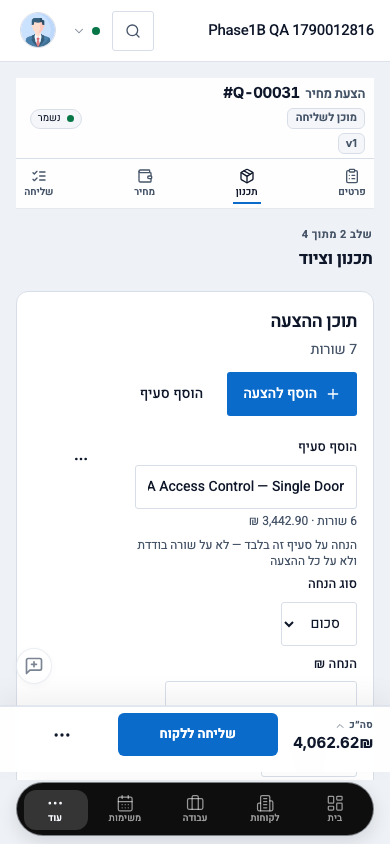 Phase1B QA 1790012816
הצעת מחיר #Q-00031
מוכן לשליחה
נשמר
v1
פרטים
תכנון
מחיר
שליחה
שלב 2 מתוך 4
תכנון וציוד
תוכן ההצעה
7 שורות
הוסף להצעה
הוסף סעיף
הוסף סעיף
A Access Control — Single Door
6 שורות · 3,442.90 ₪
הנחה על סעיף זה בלבד — לא על שורה בודדת
ולא על כל ההצעה
סוג הנחה
סכום
הנחה ₪
סה״כ
₪4,062.62
שליחה ללקוח
בית
לקוחות
עבודה
משימות
עוד